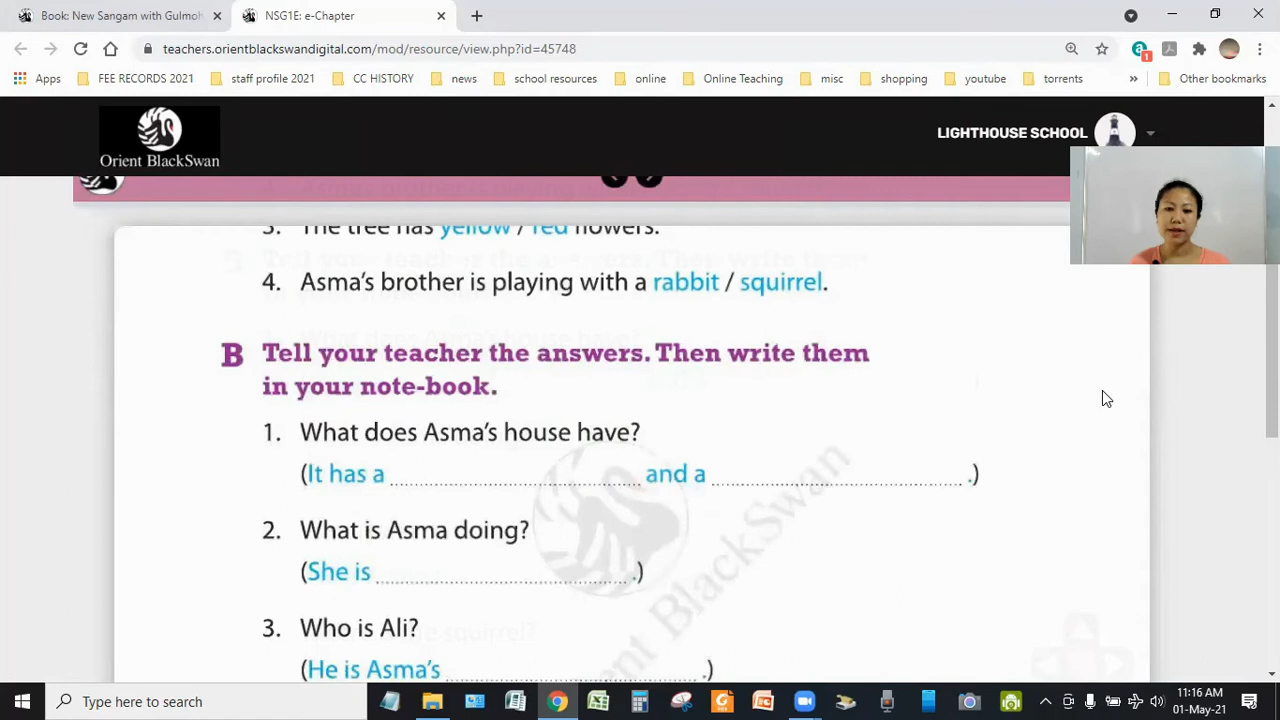 Book: New Sangam with Gulmoh
NSG1E: e-Chapter
teachers.orientblackswandigital.com/mod/resource/view.php?id=45748
Apps
FEE RECORDS 2021
staff profile 2021
CC HISTORY
news
school resources
online
Online Teaching
misc
shopping
youtube
torrents
Other bookmarks
Orient BlackSwan
LIGHTHOUSE SCHOOL
3. The tree has yellow / red flowers.
4. Asma's brother is playing with a rabbit / squirrel.
B Tell your teacher the answers. Then write them
in your note-book.
1. What does Asma's house have?
(It has a and a .)
2. What is Asma doing?
(She is .)
3. Who is Ali?
(He is Asma's .)
Orient BlackSwan
Type here to search
11:16 AM
01-May-21